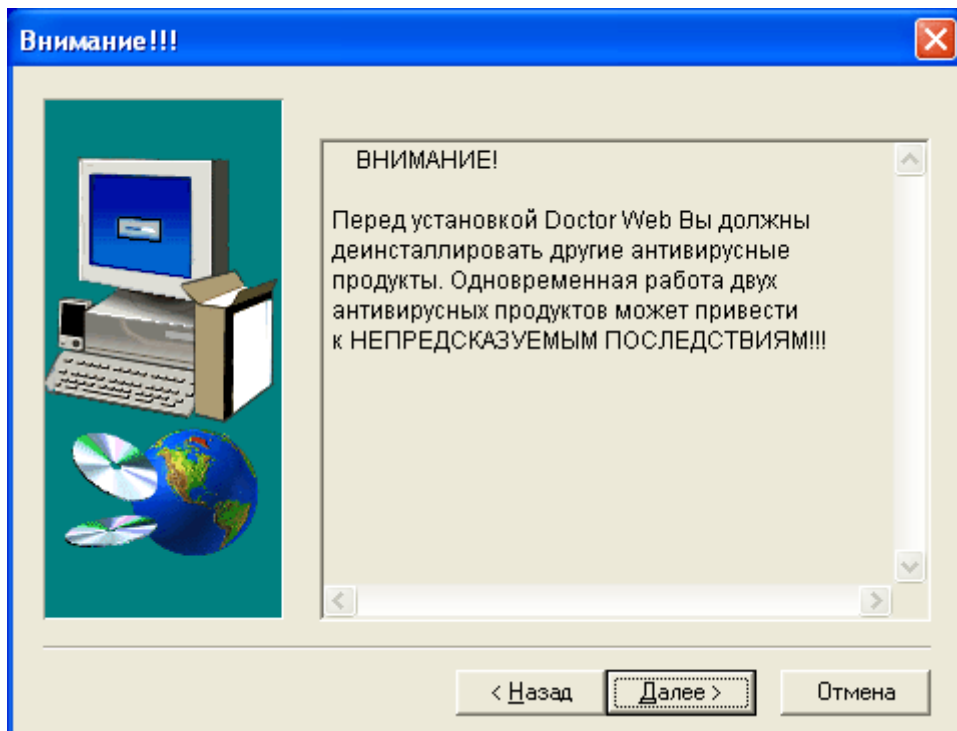 Внимание!!!
ВНИМАНИЕ!
Перед установкой Doctor Web Вы должны
деинсталлировать другие антивирусные
продукты. Одновременная работа двух
антивирусных продуктов может привести
к НЕПРЕДСКАЗУЕМЫМ ПОСЛЕДСТВИЯМ!!!
< Назад Далее > Отмена